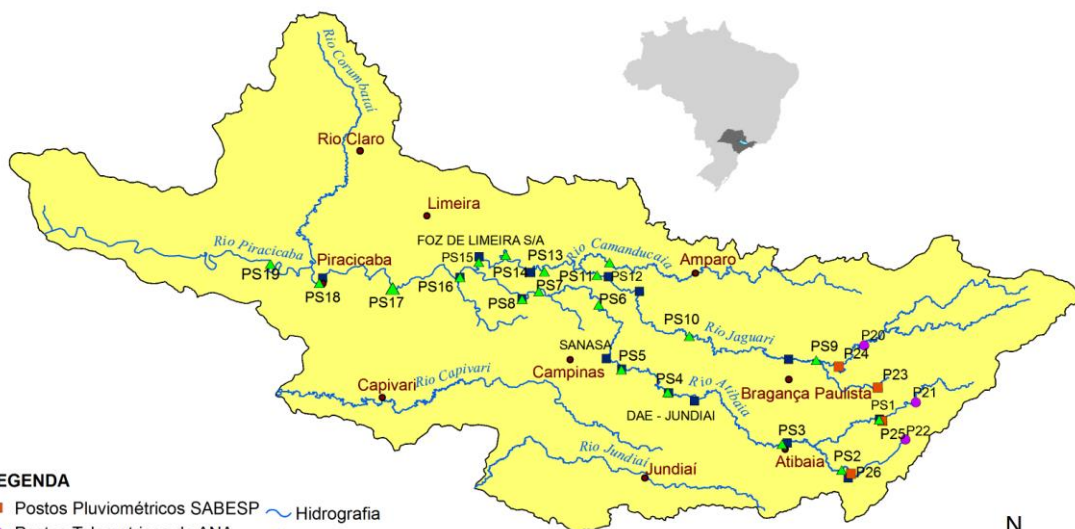 Rio Corumbataí
Rio Claro
Limeira
FOZ DE LIMEIRA S/A
Rio Camanducaia
Rio Piracicaba
Piracicaba
PS15
PS14
PS13
PS11
PS12
Amparo
PS19
PS18
PS17
PS16
PS8
PS7
PS6
PS10
Rio Jaguari
P20
PS9
P24
SANASA
PS5
Campinas
P23
Bragança Paulista
P21
Capivari
Rio Capivari
PS4
Rio Atibaia
DAE - JUNDIAI
PS1
P25
P22
PS3
Atibaia
PS2
P26
Rio Jundiaí
Jundiaí
EGENDA
Postos Pluviométricos SABESP
Hidrografia
N